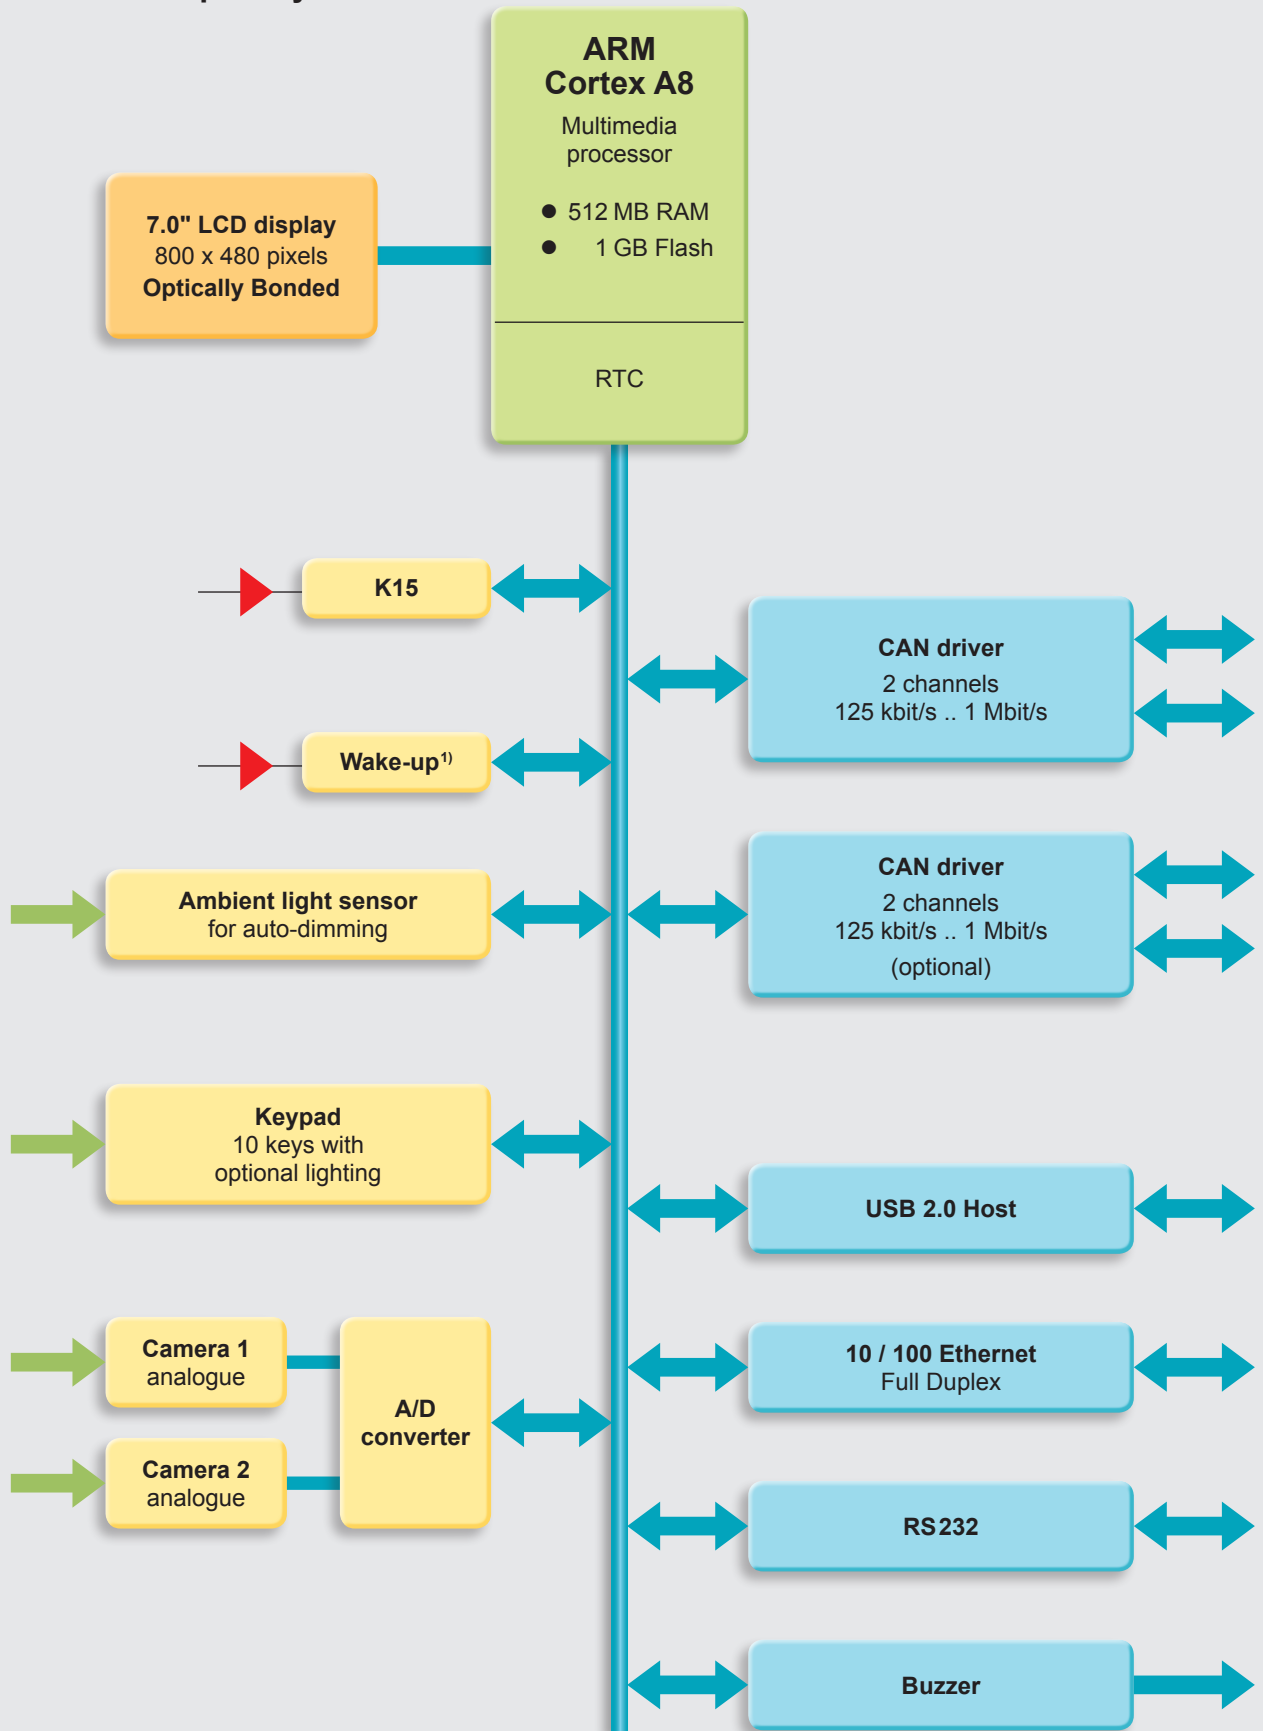 ARM
Cortex A8
Multimedia
processor
● 512 MB RAM
● 1 GB Flash
RTC
7.0" LCD display
800 x 480 pixels
Optically Bonded
K15
Wake-up¹⁾
Ambient light sensor
for auto-dimming
Keypad
10 keys with
optional lighting
Camera 1
analogue
Camera 2
analogue
A/D
converter
CAN driver
2 channels
125 kbit/s .. 1 Mbit/s
CAN driver
2 channels
125 kbit/s .. 1 Mbit/s
(optional)
USB 2.0 Host
10 / 100 Ethernet
Full Duplex
RS232
Buzzer